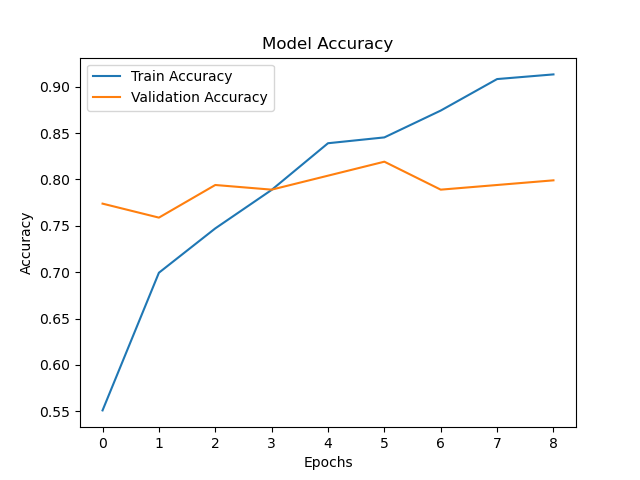 Model Accuracy
Train Accuracy
Validation Accuracy
0.90
0.85
0.80
0.75
0.70
0.65
0.60
0.55
Accuracy
0 1 2 3 4 5 6 7 8
Epochs